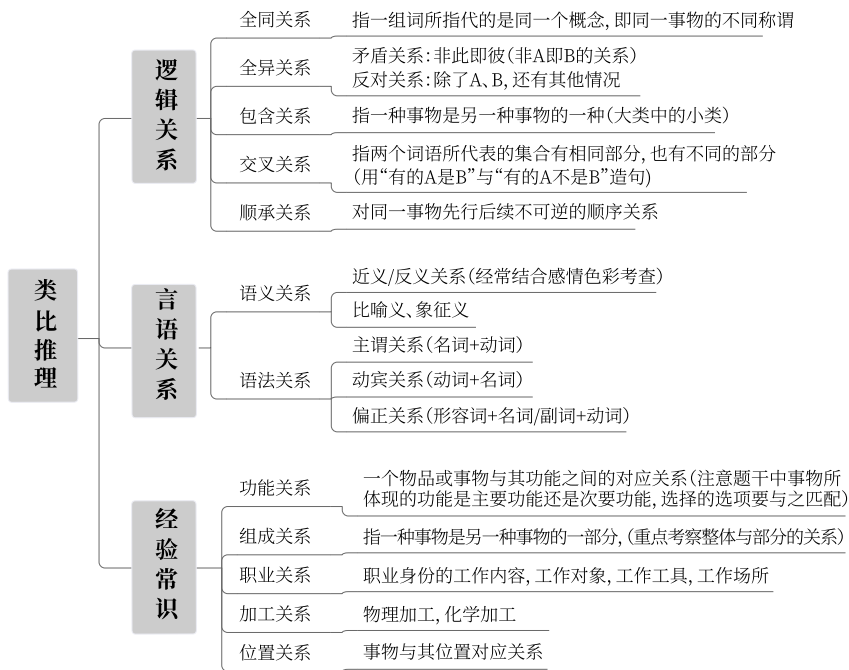 类比推理
逻辑关系
全同关系
指一组词所指代的是同一个概念,即同一事物的不同称谓
全异关系
矛盾关系:非此即彼(非A即B的关系)
反对关系:除了A、B,还有其他情况
包含关系
指一种事物是另一种事物的一种(大类中的小类)
交叉关系
指两个词语所代表的集合有相同部分,也有不同的部分
(用“有的A是B”与“有的A不是B”造句)
顺承关系
对同一事物先行后续不可逆的顺序关系
言语关系
语义关系
近义/反义关系(经常结合感情色彩考查)
比喻义、象征义
语法关系
主谓关系(名词+动词)
动宾关系(动词+名词)
偏正关系(形容词+名词/副词+动词)
经验常识
功能关系
一个物品或事物与其功能之间的对应关系(注意题干中事物所
体现的功能是主要功能还是次要功能,选择的选项要与之匹配)
组成关系
指一种事物是另一种事物的一部分,(重点考察整体与部分的关系)
职业关系
职业身份的工作内容,工作对象,工作工具,工作场所
加工关系
物理加工,化学加工
位置关系
事物与其位置对应关系